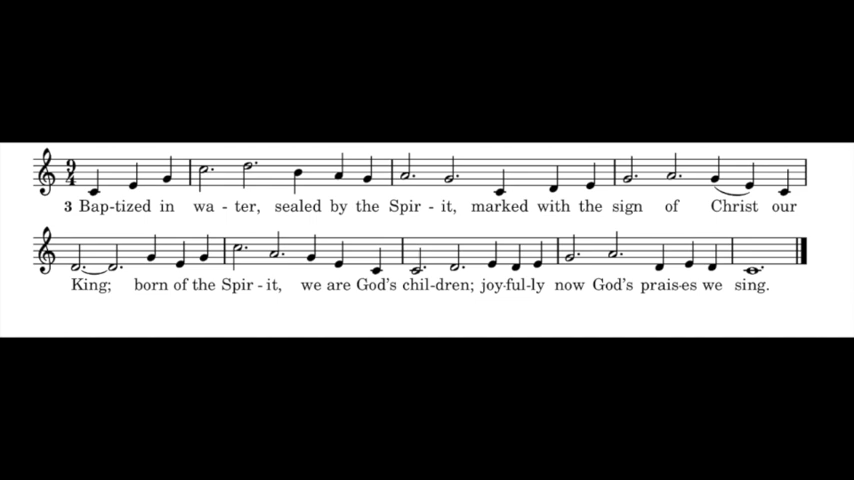 9
4
3 Bap-tized in wa - ter, sealed by the Spir - it, marked with the sign of Christ our
King; born of the Spir - it, we are God's chil-dren; joy-ful-ly now God's prais-es we sing.